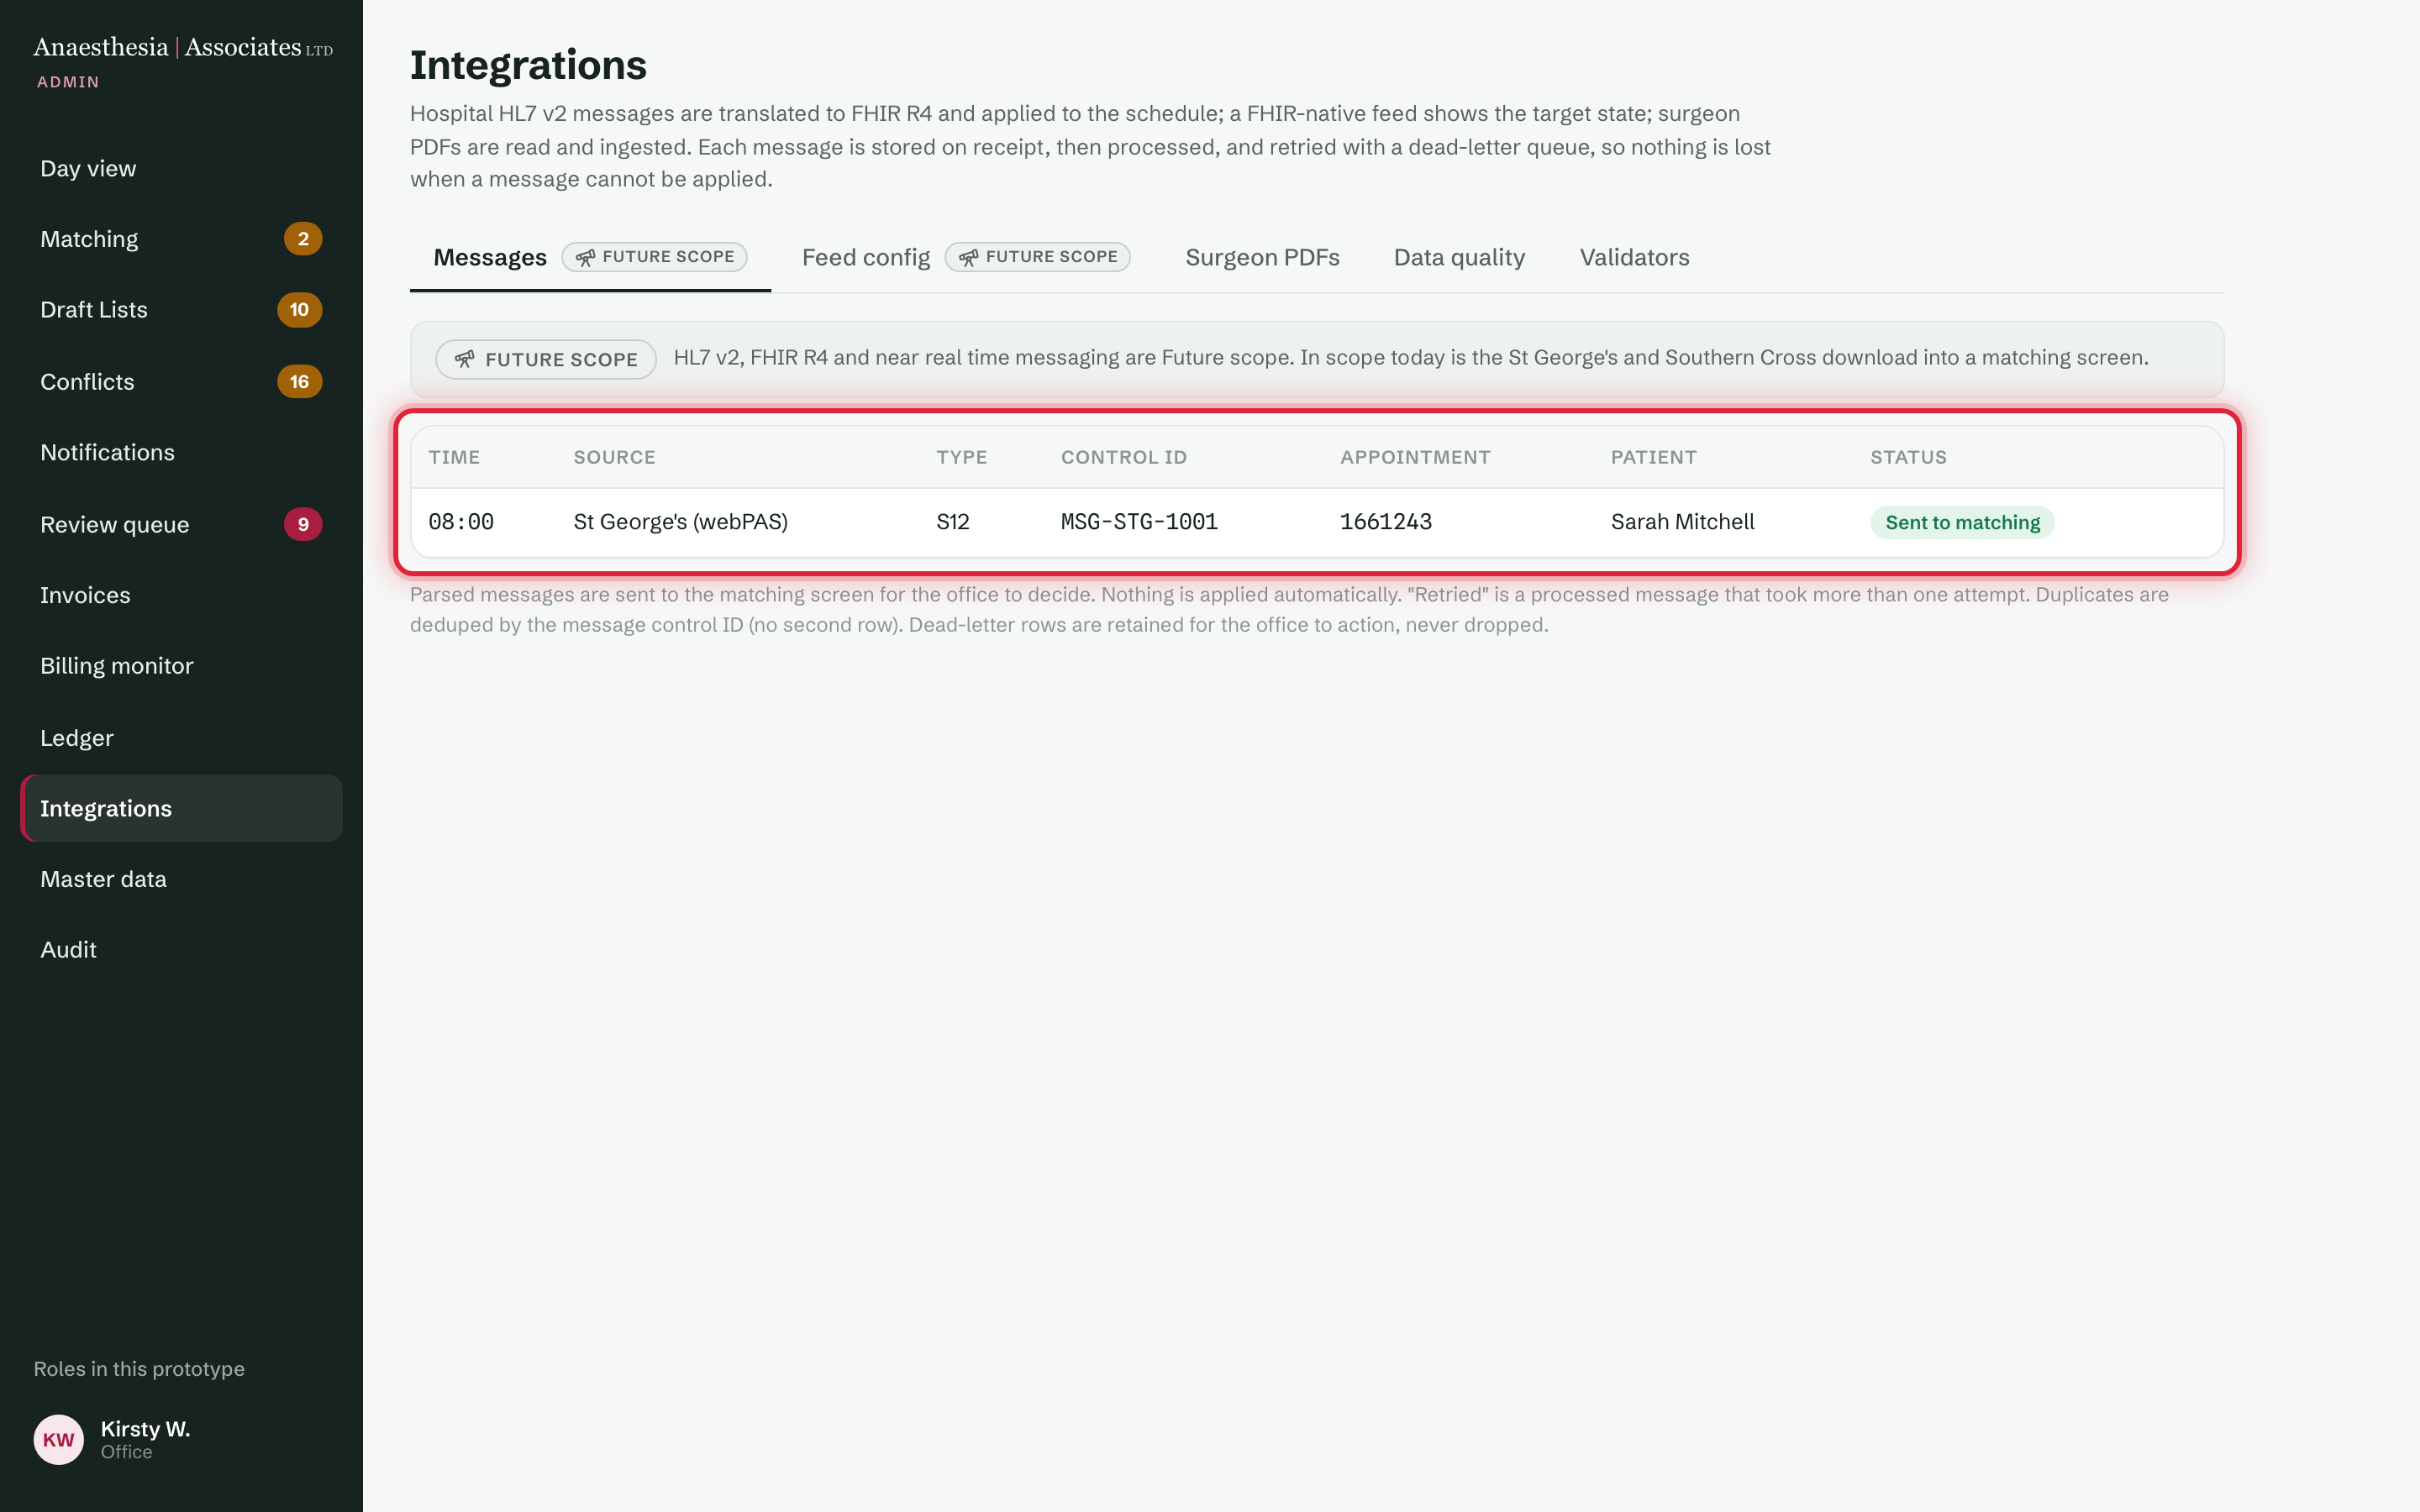 Anaesthesia | Associates LTD
ADMIN
Day view
Matching 2
Draft Lists 10
Conflicts 16
Notifications
Review queue 9
Invoices
Billing monitor
Ledger
Integrations
Master data
Audit
Roles in this prototype
KW Kirsty W.
Office
Integrations
Hospital HL7 v2 messages are translated to FHIR R4 and applied to the schedule; a FHIR-native feed shows the target state; surgeon
PDFs are read and ingested. Each message is stored on receipt, then processed, and retried with a dead-letter queue, so nothing is lost
when a message cannot be applied.
Messages FUTURE SCOPE Feed config FUTURE SCOPE Surgeon PDFs Data quality Validators
FUTURE SCOPE HL7 v2, FHIR R4 and near real time messaging are Future scope. In scope today is the St George's and Southern Cross download into a matching screen.
TIME SOURCE TYPE CONTROL ID APPOINTMENT PATIENT STATUS
08:00 St George's (webPAS) S12 MSG-STG-1001 1661243 Sarah Mitchell Sent to matching
Parsed messages are sent to the matching screen for the office to decide. Nothing is applied automatically. "Retried" is a processed message that took more than one attempt. Duplicates are
deduped by the message control ID (no second row). Dead-letter rows are retained for the office to action, never dropped.